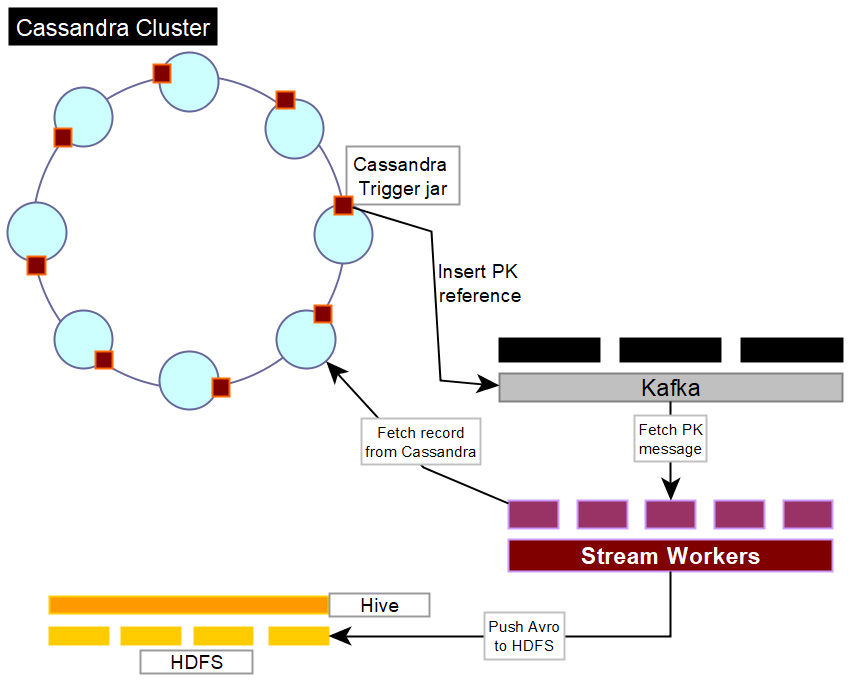 Cassandra Cluster
Cassandra
Trigger jar
Insert PK
reference
Kafka
Fetch record
from Cassandra
Fetch PK
message
Stream Workers
Hive
Push Avro
to HDFS
HDFS